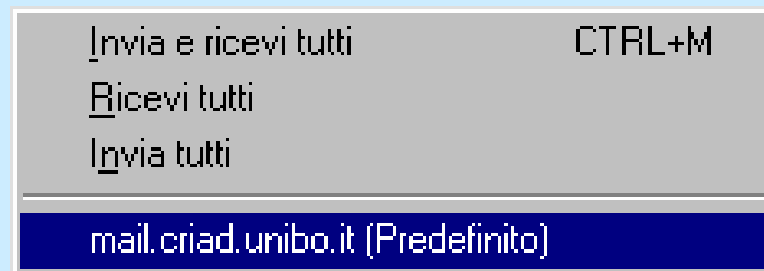 Invia e ricevi tutti CTRL+M
Ricevi tutti
Invia tutti
mail.criad.unibo.it (Predefinito)